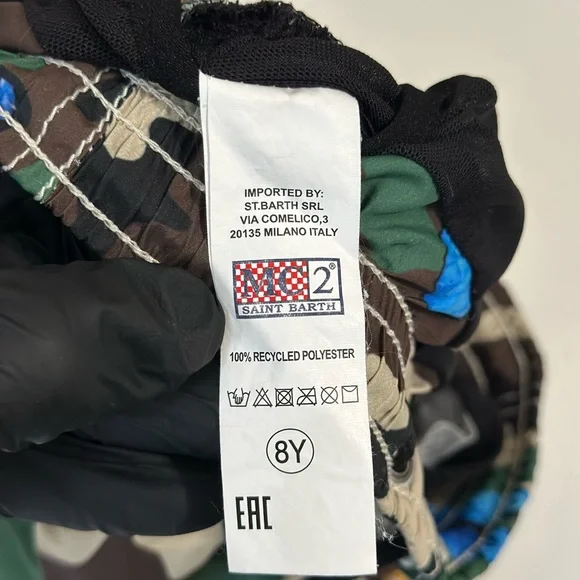 IMPORTED BY:
ST.BARTH SRL
VIA COMELICO,3
20135 MILANO ITALY
MC2®
SAINT BARTH
100% RECYCLED POLYESTER
8Y
EAC